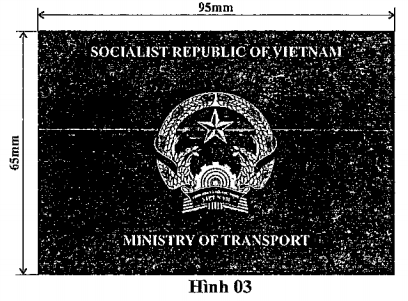 95mm
SOCIALIST REPUBLIC OF VIETNAM
65mm
MINISTRY OF TRANSPORT
Hình 03